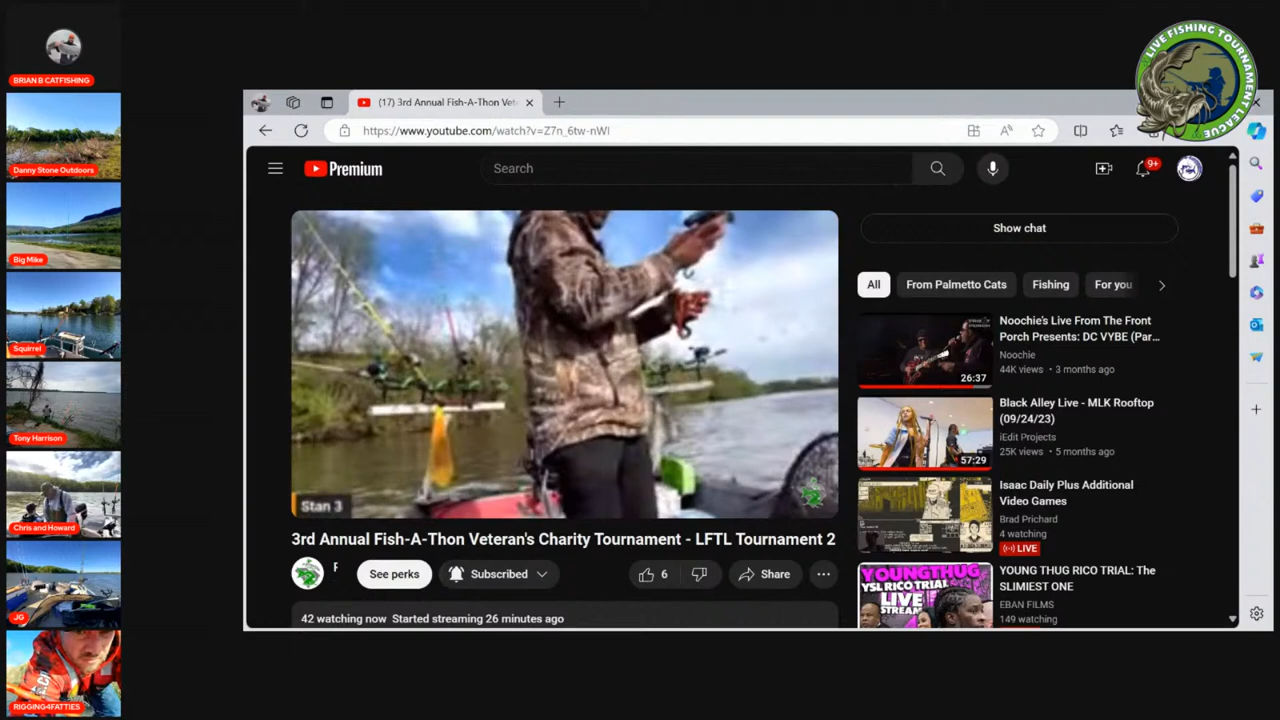 BRIAN B CATFISHING
Danny Stone Outdoors
Big Mike
Squirrel
Tony Harrison
Chris and Howard
JG
RIGGING4FATTIES
LIVE FISHING TOURNAMENT LEAGUE
(17) 3rd Annual Fish-A-Thon Vete
https://www.youtube.com/watch?v=Z7n_6tw-nWI
Premium
Search
9+
Stan 3
3rd Annual Fish-A-Thon Veteran's Charity Tournament - LFTL Tournament 2
See perks
Subscribed
6
Share
42 watching now Started streaming 26 minutes ago
Show chat
All
From Palmetto Cats
Fishing
For you
26:37
Noochie's Live From The Front
Porch Presents: DC VYBE (Par...
Noochie
44K views • 3 months ago
57:29
Black Alley Live - MLK Rooftop
(09/24/23)
iEdit Projects
25K views • 5 months ago
Isaac Daily Plus Additional
Video Games
Brad Prichard
4 watching
LIVE
YOUNGTHUG
YSL RICO TRIAL
LIVE
STREAM
YOUNG THUG RICO TRIAL: The
SLIMIEST ONE
EBAN FILMS
149 watching